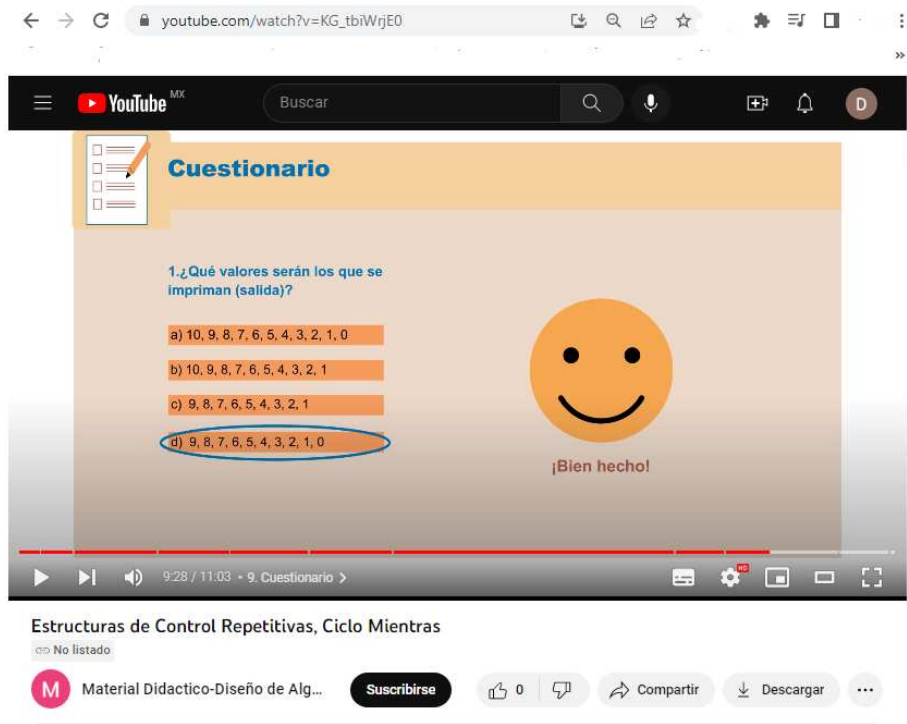 youtube.com/watch?v=KG_tbiWrjE0
YouTube MX
Buscar
D
Cuestionario
1.¿Qué valores serán los que se
impriman (salida)?
a) 10, 9, 8, 7, 6, 5, 4, 3, 2, 1, 0
b) 10, 9, 8, 7, 6, 5, 4, 3, 2, 1
c) 9, 8, 7, 6, 5, 4, 3, 2, 1
d) 9, 8, 7, 6, 5, 4, 3, 2, 1, 0
¡Bien hecho!
9:28 / 11:03 • 9. Cuestionario >
HD
Estructuras de Control Repetitivas, Ciclo Mientras
No listado
M
Material Didactico-Diseño de Alg...
Suscribirse
0
Compartir
Descargar